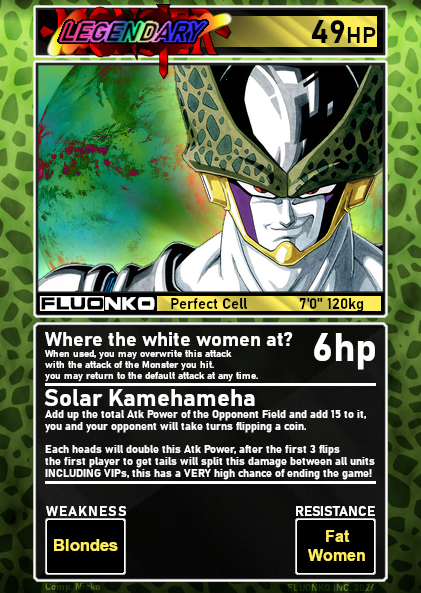 LEGENDARY
49HP
FLUONKO
Perfect Cell 7'0" 120kg
Where the white women at?
6hp
When used, you may overwrite this attack
with the attack of the Monster you hit.
you may return to the default attack at any time.
Solar Kamehameha
Add up the total Atk Power of the Opponent Field and add 15 to it,
you and your opponent will take turns flipping a coin.
Each heads will double this Atk Power, after the first 3 flips
the first player to get tails will split this damage between all units
INCLUDING VIPs, this has a VERY high chance of ending the game!
WEAKNESS
RESISTANCE
Blondes
Fat
Women
Comp. Nicko
FLUONKO INC.